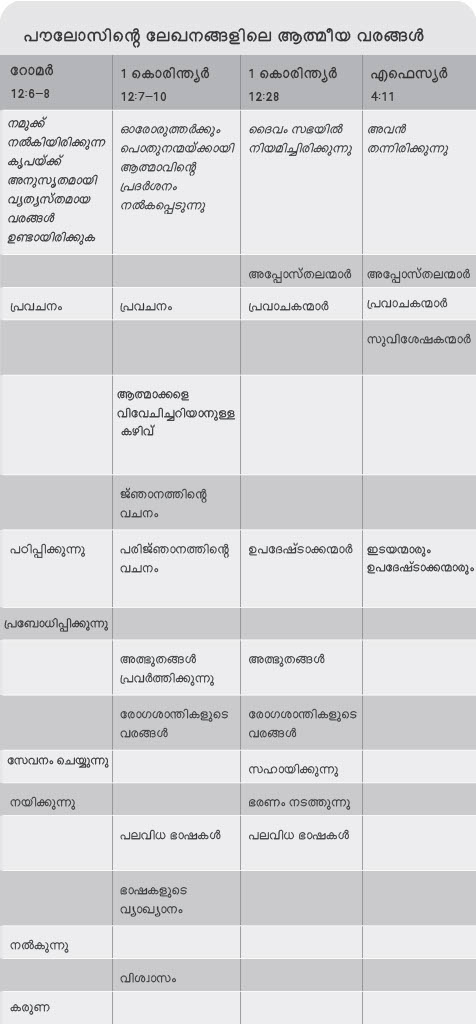 പൗലോസിന്റെ ലേഖനങ്ങളിലെ ആത്മീയ വരങ്ങൾ
റോമർ 1 കൊരിന്ത്യർ 1 കൊരിന്ത്യർ എഫെസ്യർ
12:6–8 12:7–10 12:28 4:11
നമുക്ക് ഓരോരുത്തർക്കും ദൈവം സഭയിൽ അവൻ
നൽകിയിരിക്കുന്ന പൊതുനന്മയ്ക്കായി നിയമിച്ചിരിക്കുന്നു തന്നിരിക്കുന്നു
കൃപയ്ക്ക് ആത്മാവിന്റെ
അനുസൃതമായി പ്രദർശനം
വ്യത്യസ്തമായ നൽകപ്പെടുന്നു
വരങ്ങൾ
ഉണ്ടായിരിക്കുക
അപ്പോസ്തലന്മാർ അപ്പോസ്തലന്മാർ
പ്രവചനം പ്രവചനം പ്രവാചകന്മാർ പ്രവാചകന്മാർ
സുവിശേഷകന്മാർ
ആത്മാക്കളെ
വിവേചിച്ചറിയാനുള്ള
കഴിവ്
ജ്ഞാനത്തിന്റെ
വചനം
പഠിപ്പിക്കുന്നു പരിജ്ഞാനത്തിന്റെ ഉപദേഷ്ടാക്കന്മാർ ഇടയന്മാരും
വചനം ഉപദേഷ്ടാക്കന്മാരും
പ്രബോധിപ്പിക്കുന്നു
അത്ഭുതങ്ങൾ അത്ഭുതങ്ങൾ
പ്രവർത്തിക്കുന്നു
രോഗശാന്തികളുടെ രോഗശാന്തികളുടെ
വരങ്ങൾ വരങ്ങൾ
സേവനം ചെയ്യുന്നു സഹായിക്കുന്നു
നയിക്കുന്നു ഭരണം നടത്തുന്നു
പലവിധ ഭാഷകൾ പലവിധ ഭാഷകൾ
ഭാഷകളുടെ
വ്യാഖ്യാനം
നൽകുന്നു
വിശ്വാസം
കരുണ